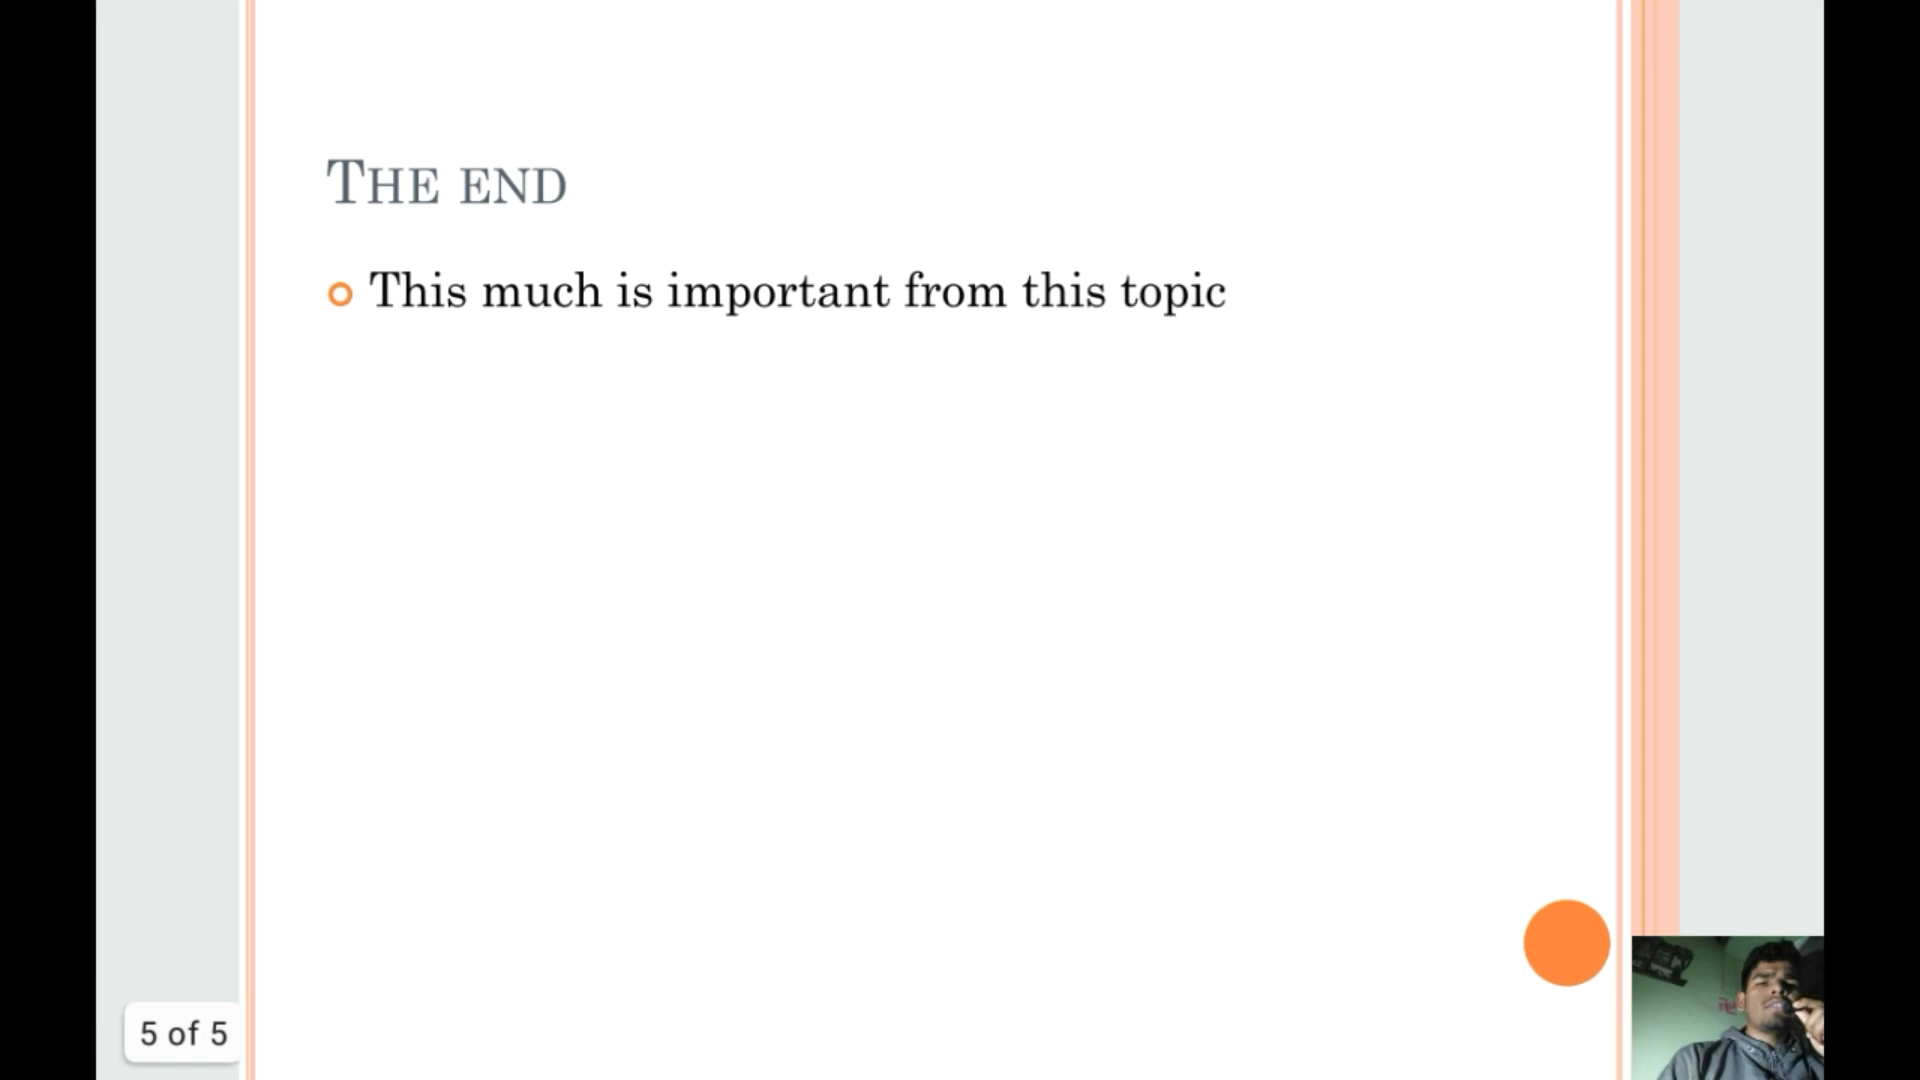 THE END
This much is important from this topic
5 of 5